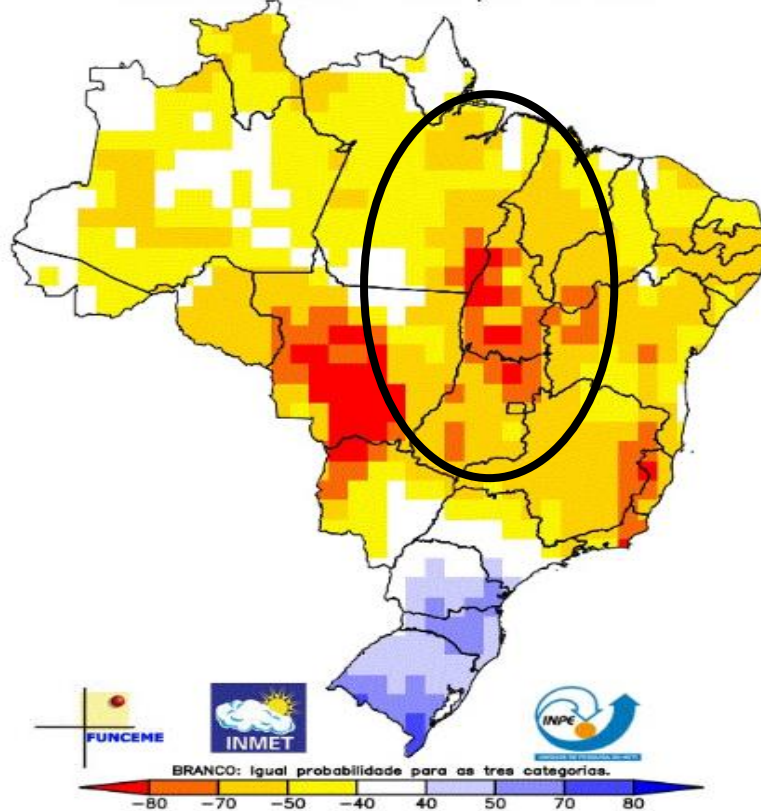 FUNCEME
INMET
INPE
BRANCO: Igual probabilidade para as tres categorias.
-80 -70 -50 -40 40 50 70 80